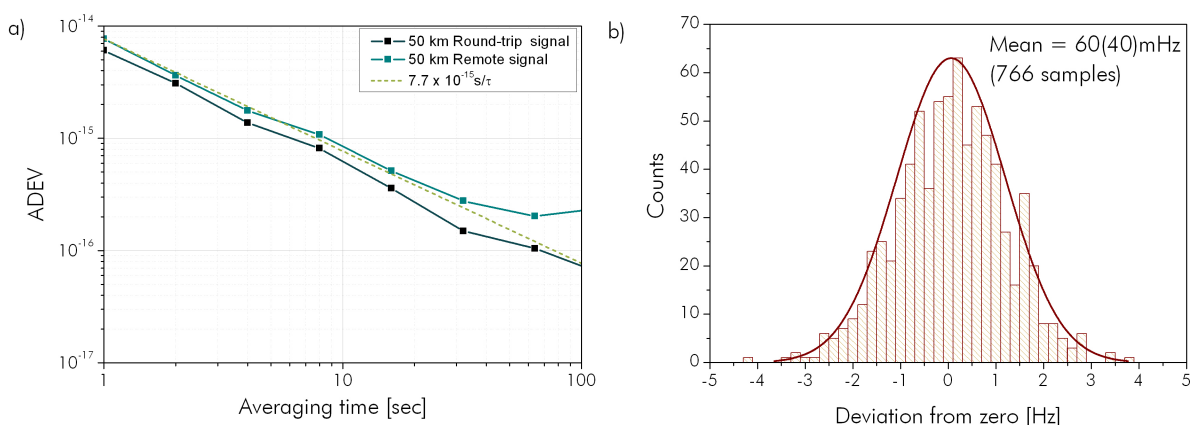 a)
10⁻¹⁴
10⁻¹⁵
10⁻¹⁶
10⁻¹⁷
ADEV
50 km Round-trip signal
50 km Remote signal
7.7 x 10⁻¹⁵s/τ
1
10
100
Averaging time [sec]
b)
70
60
50
40
30
20
10
0
Counts
Mean = 60(40)mHz
(766 samples)
-5 -4 -3 -2 -1 0 1 2 3 4 5
Deviation from zero [Hz]